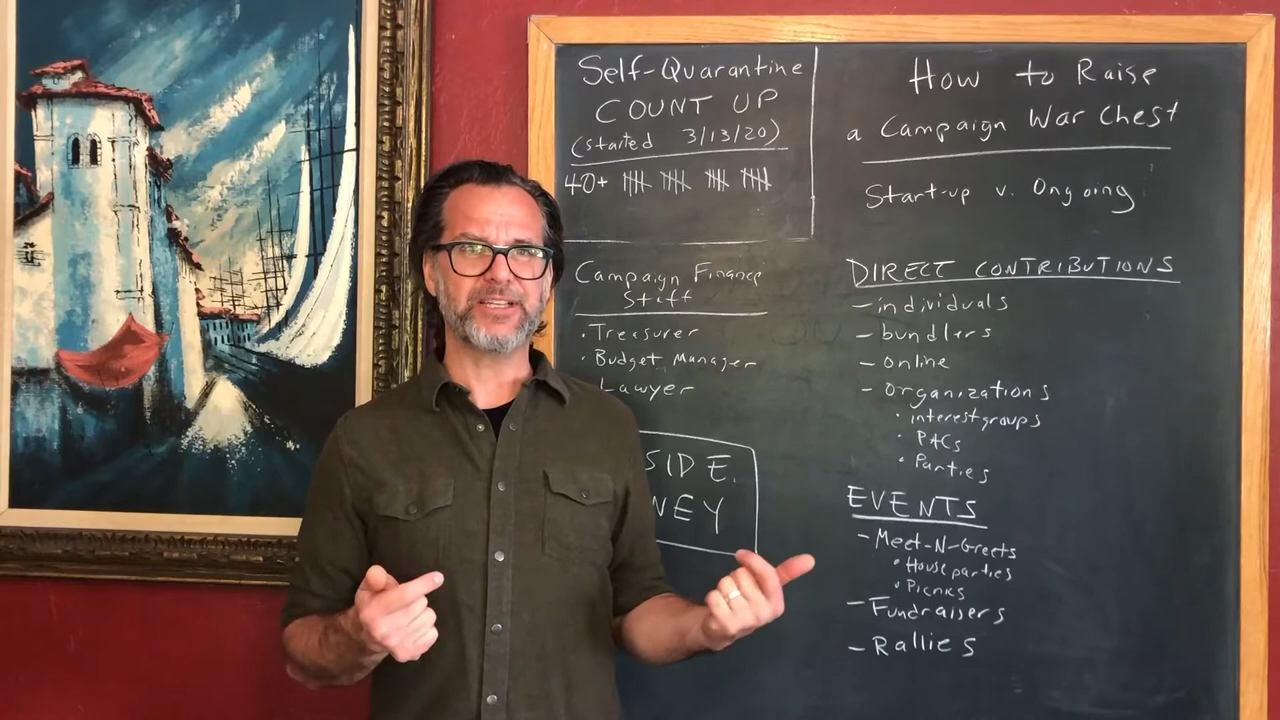 Self-Quarantine
COUNT UP
(started 3/13/20)
40+
Campaign Finance
Staff
· Treasurer
· Budget Manager
Lawyer
SIDE.
NEY
How to Raise
a Campaign War Chest
Start-up v. Ongoing
DIRECT CONTRIBUTIONS
- individuals
- bundlers
- online
- Organizations
· interest groups
· PACs
· Parties
EVENTS
- Meet-N-Greets
· House parties
· Picnics
- Fundraisers
- Rallies